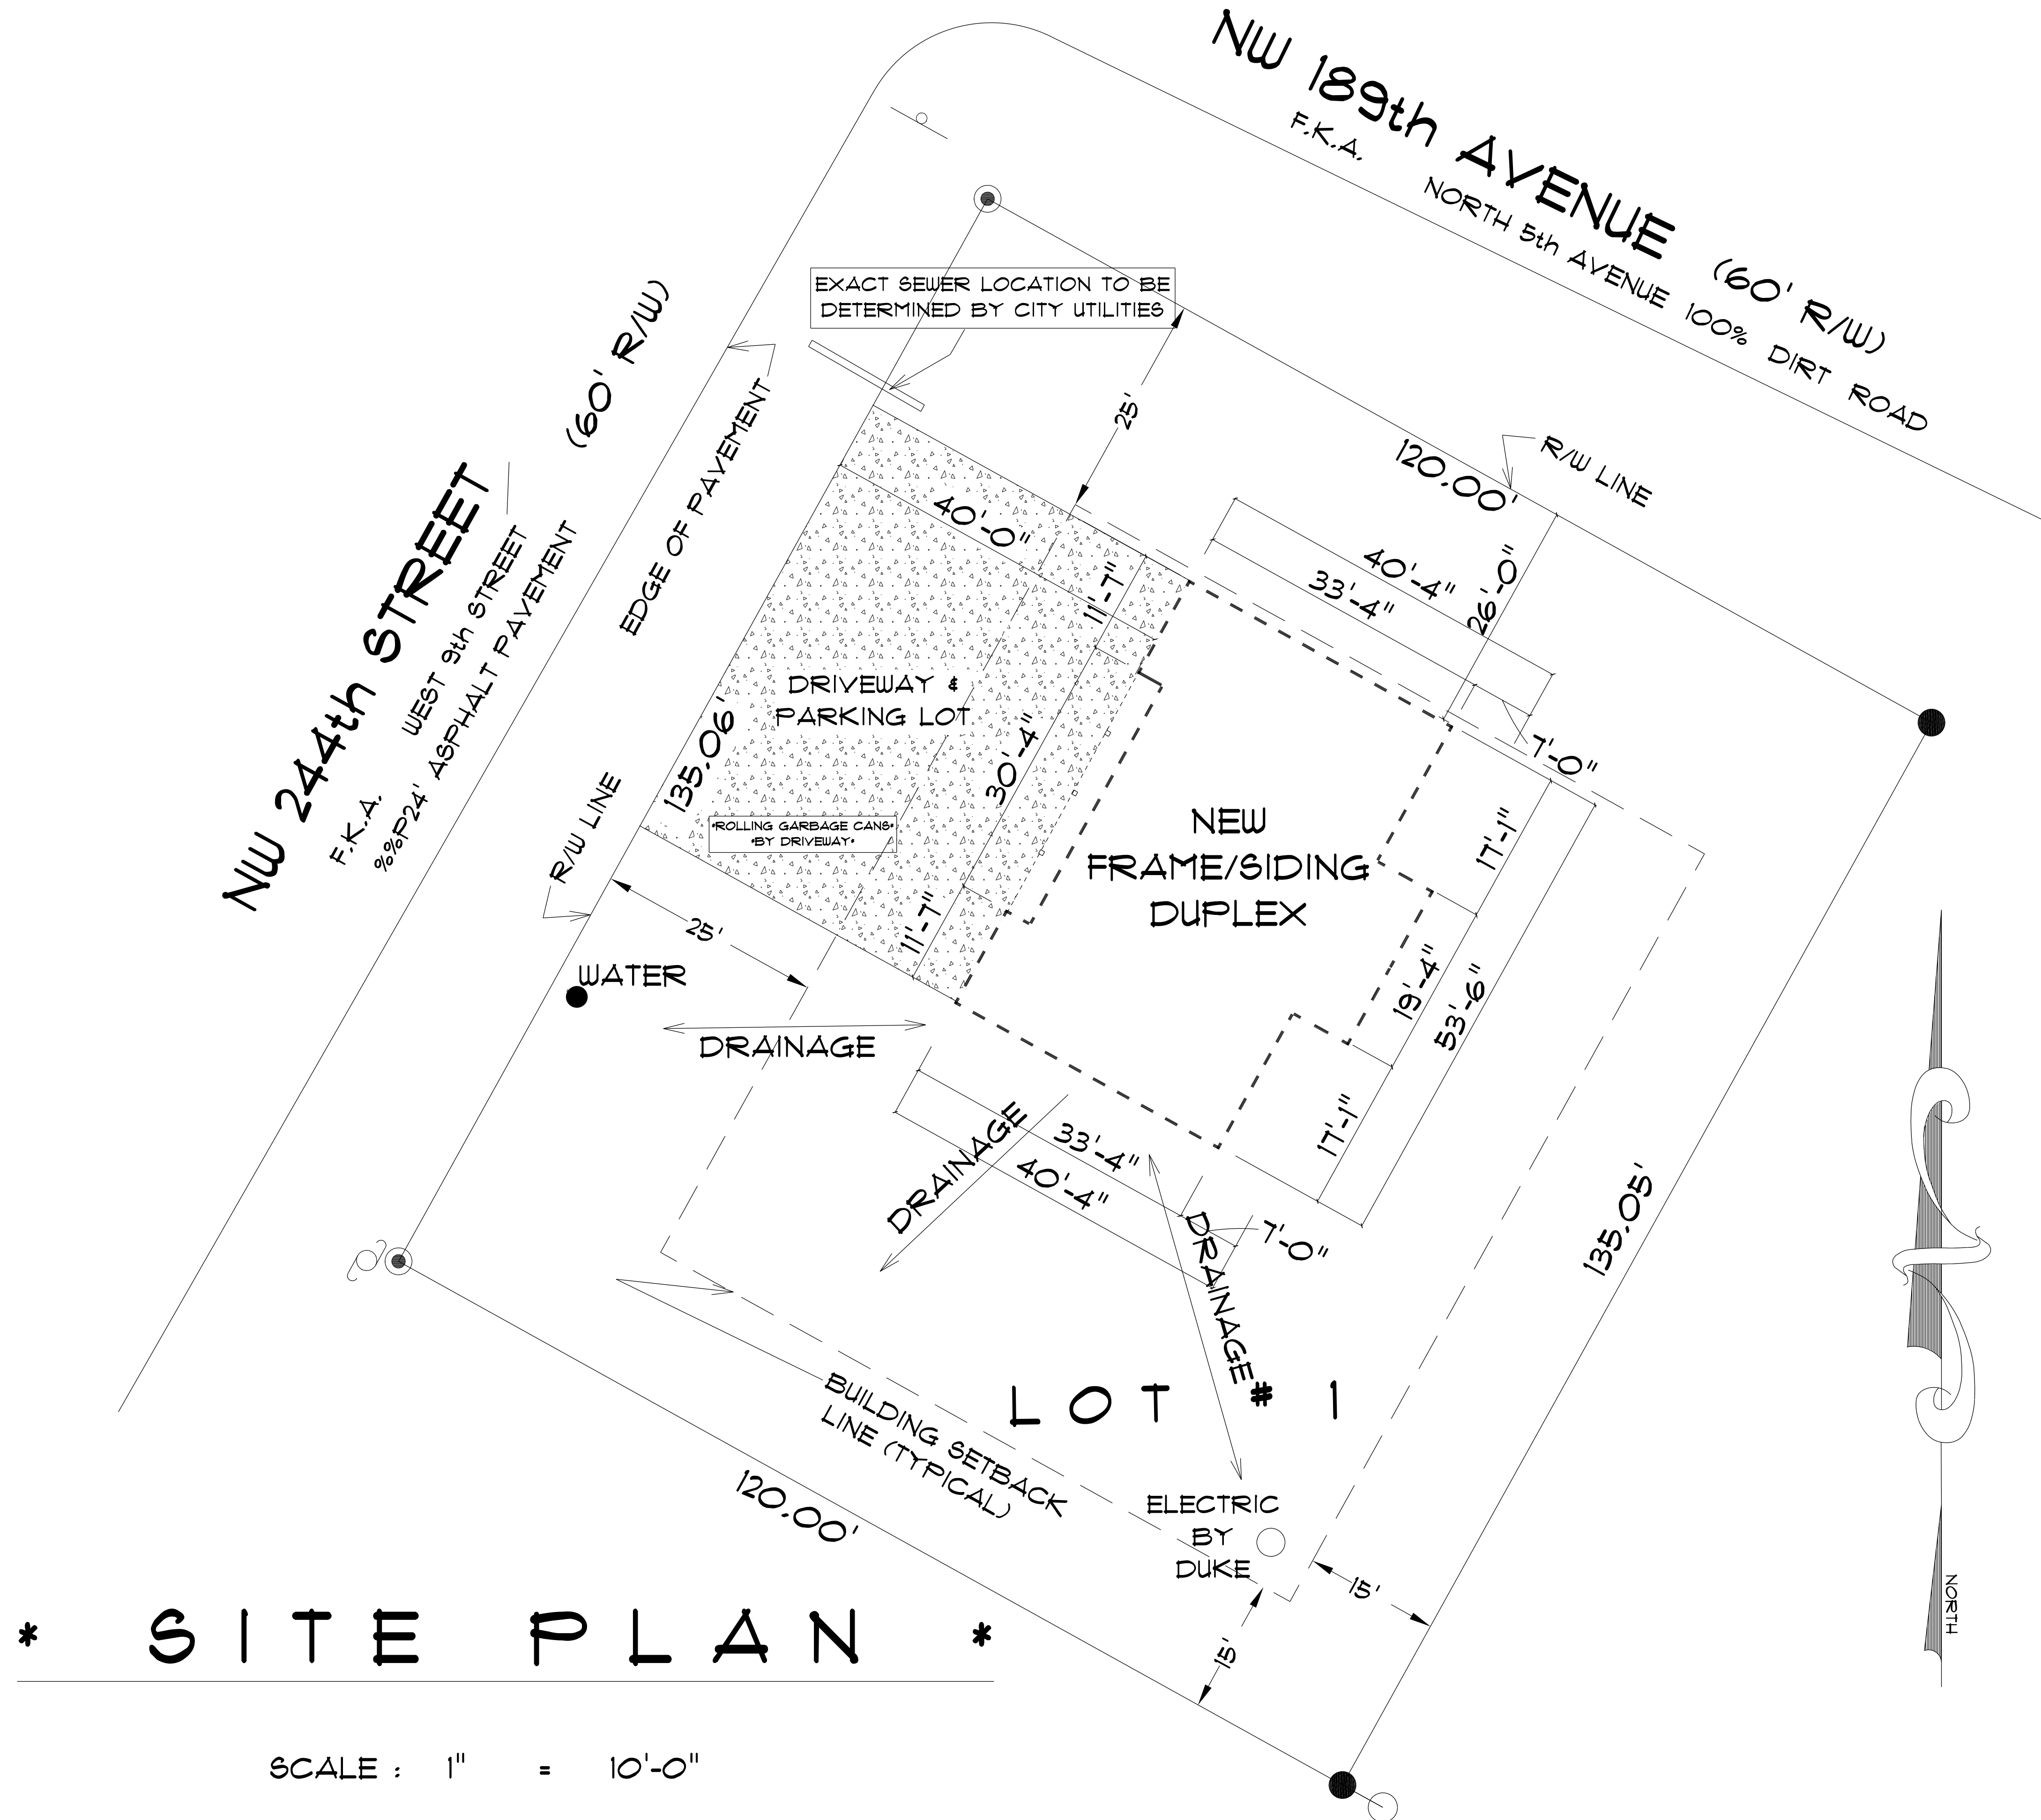 NW 189th AVENUE (60' R/W)
F.K.A. NORTH 5th AVENUE 100% DIRT ROAD
EXACT SEWER LOCATION TO BE
DETERMINED BY CITY UTILITIES
(60' R/W)
NW 244th STREET
F.K.A. WEST 9th STREET
%%P24' ASPHALT PAVEMENT
EDGE OF PAVEMENT
R/W LINE
25'
120.00'
R/W LINE
40'-0"
11'-7"
40'-4"
33'-4"
26'-0"
7'-0"
DRIVEWAY &
PARKING LOT
135.06'
30'-4"
*ROLLING GARBAGE CANS*
*BY DRIVEWAY*
11'-7"
NEW
FRAME/SIDING
DUPLEX
17'-1"
19'-4"
53'-6"
17'-1"
25'
WATER
DRAINAGE
DRAINAGE
33'-4"
40'-4"
7'-0"
DRAINAGE
135.05'
LOT # 1
BUILDING SETBACK
LINE (TYPICAL)
120.00'
ELECTRIC
BY
DUKE
15'
15'
NORTH
* SITE PLAN *
SCALE : 1" = 10'-0"